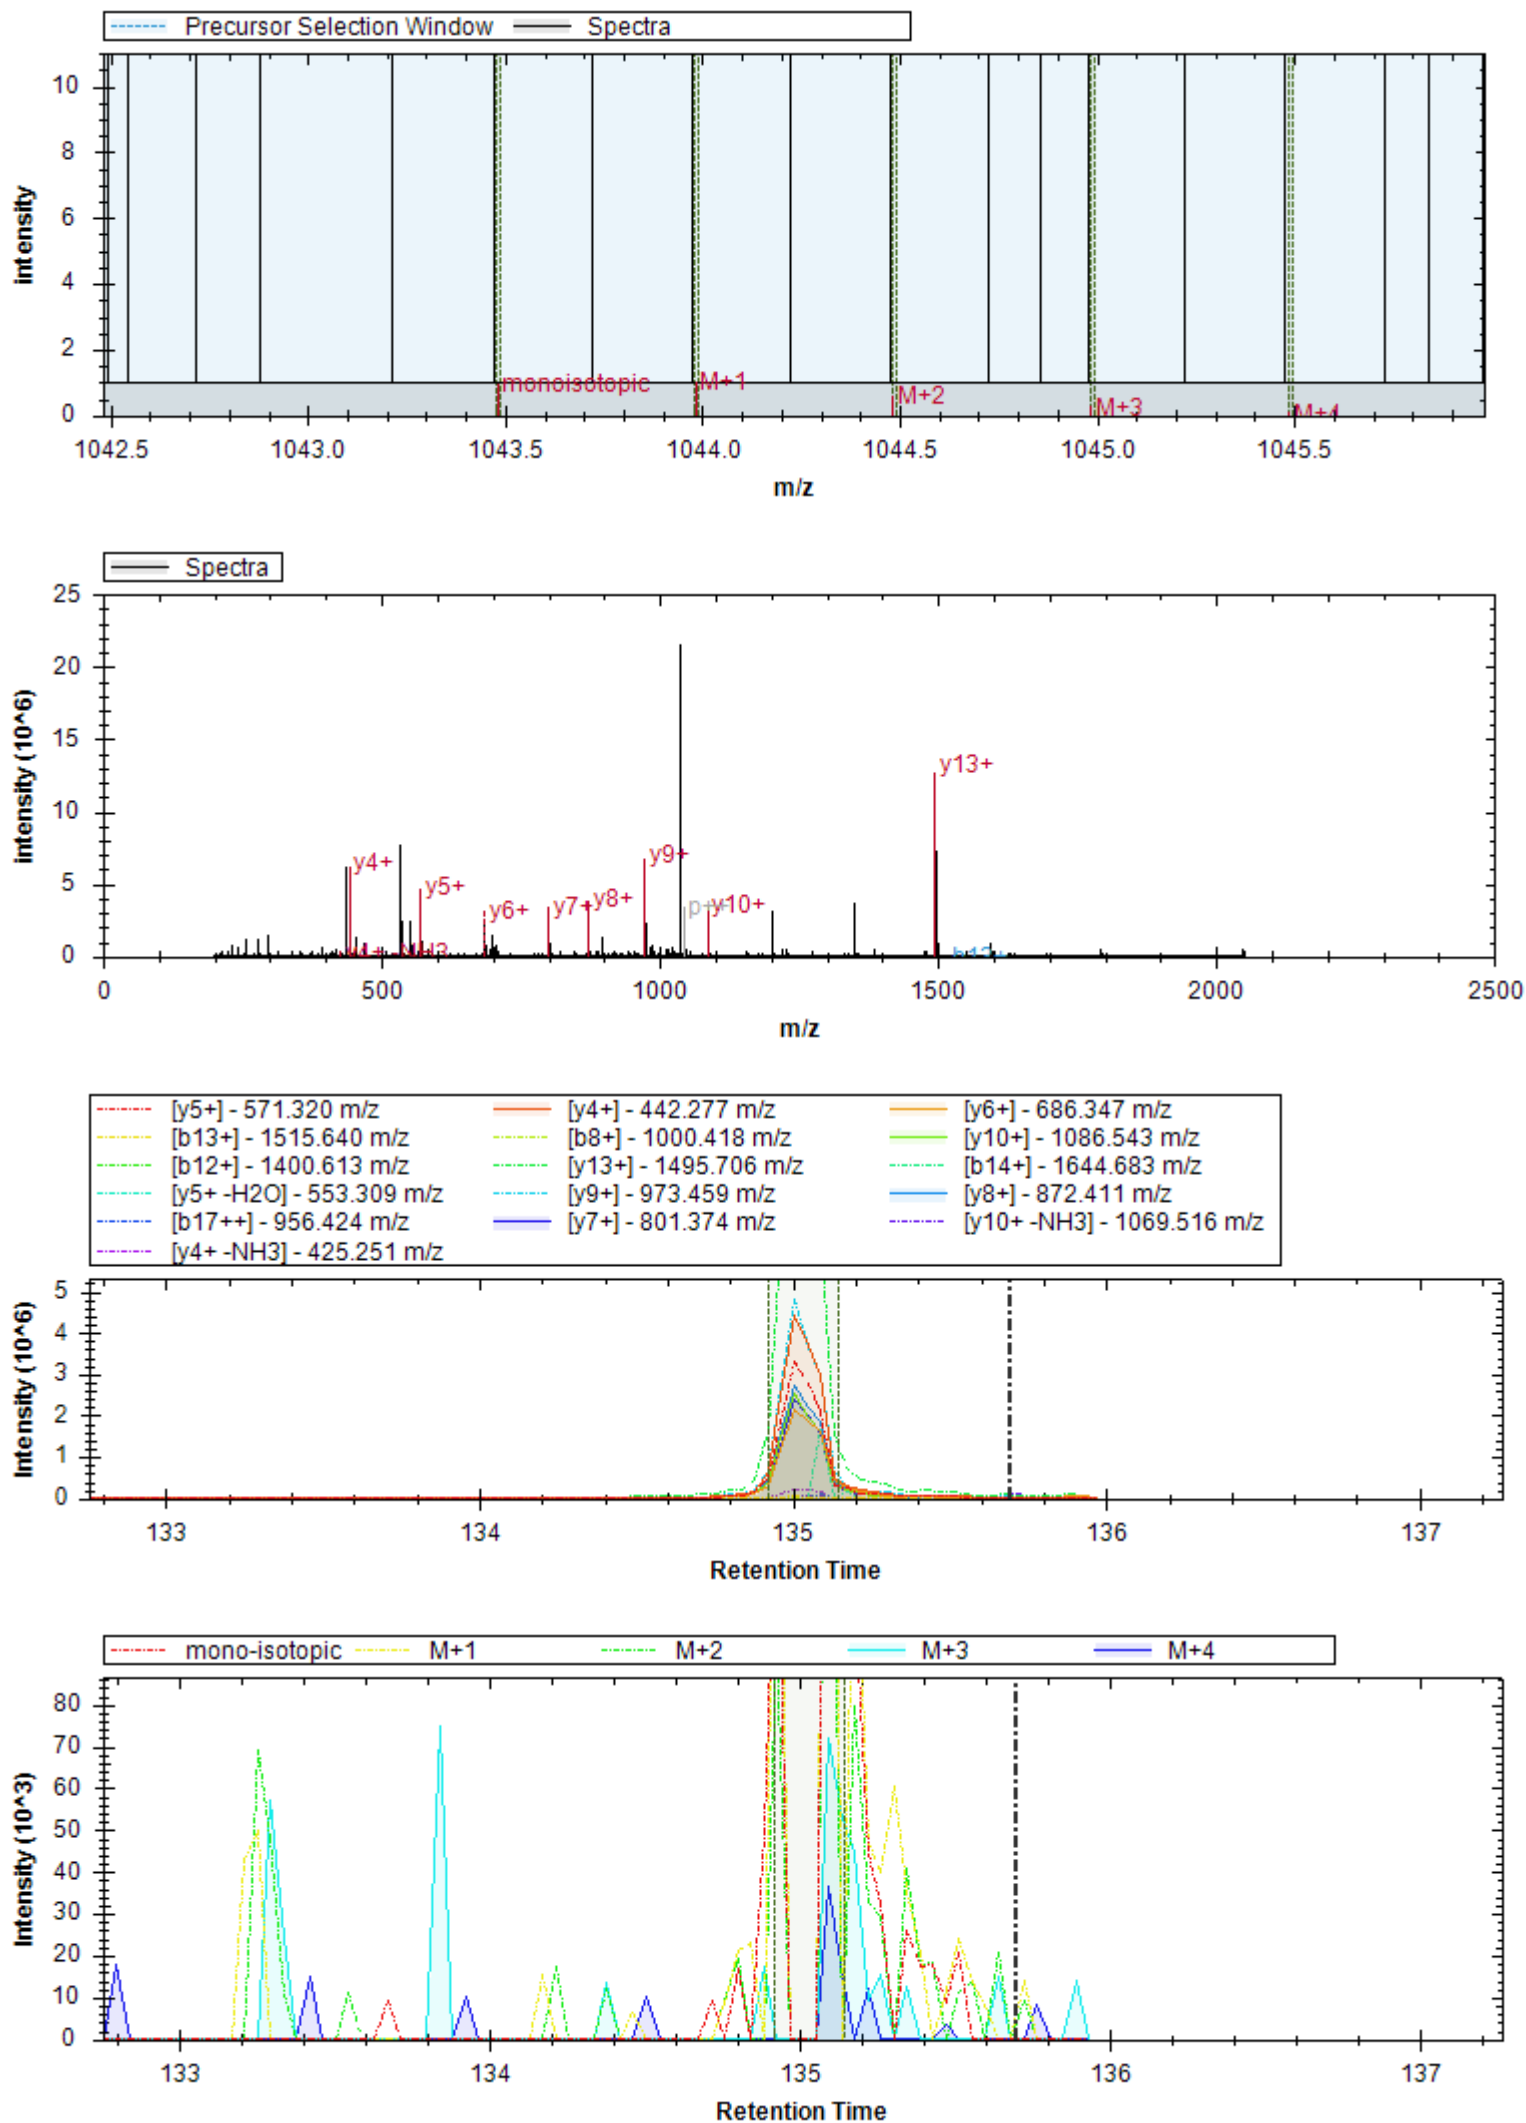 Precursor Selection Window Spectra
10
8
6
4
2
0
intensity
monoisotopic M+1 M+2 M+3 M+4
1042.5 1043.0 1043.5 1044.0 1044.5 1045.0 1045.5
m/z
Spectra
25
20
15
10
5
0
intensity (10^6)
y4+ y5+ y6+ y7+ y8+ y9+ y10+ y13+
0 500 1000 1500 2000 2500
m/z
[y5+] - 571.320 m/z [y4+] - 442.277 m/z [y6+] - 686.347 m/z
[b13+] - 1515.640 m/z [b8+] - 1000.418 m/z [y10+] - 1086.543 m/z
[b12+] - 1400.613 m/z [y13+] - 1495.706 m/z [b14+] - 1644.683 m/z
[y5+ -H2O] - 553.309 m/z [y9+] - 973.459 m/z [y8+] - 872.411 m/z
[b17++] - 956.424 m/z [y7+] - 801.374 m/z [y10+ -NH3] - 1069.516 m/z
[y4+ -NH3] - 425.251 m/z
5
4
3
2
1
0
Intensity (10^6)
133 134 135 136 137
Retention Time
mono-isotopic M+1 M+2 M+3 M+4
80
70
60
50
40
30
20
10
0
Intensity (10^3)
133 134 135 136 137
Retention Time